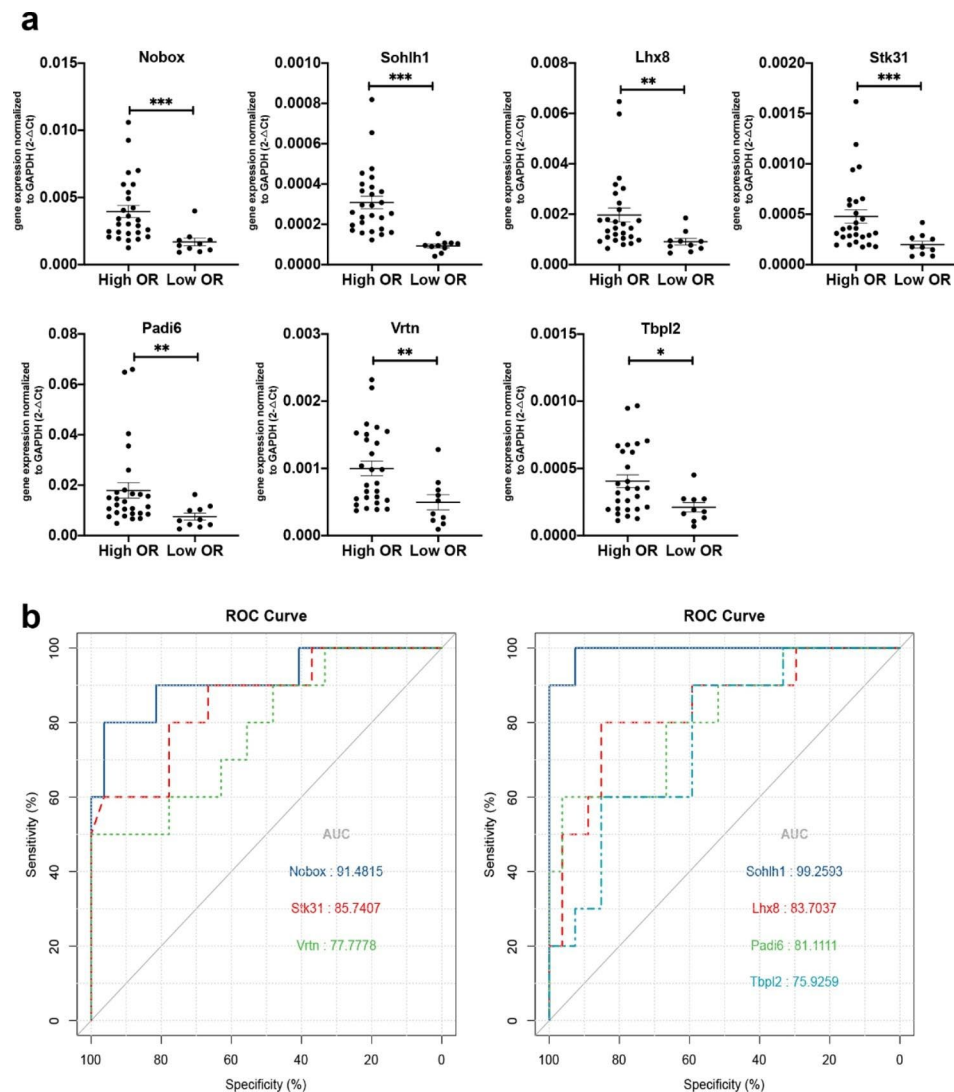 a
Nobox
gene expression normalized
to GAPDH (2-△Ct)
0.015
0.010
0.005
0.000
***
High OR Low OR
Sohlh1
gene expression normalized
to GAPDH (2-△Ct)
0.0010
0.0008
0.0006
0.0004
0.0002
0.0000
***
High OR Low OR
Lhx8
gene expression normalized
to GAPDH (2-△Ct)
0.008
0.006
0.004
0.002
0.000
**
High OR Low OR
Stk31
gene expression normalized
to GAPDH (2-△Ct)
0.0020
0.0015
0.0010
0.0005
0.0000
***
High OR Low OR
Padi6
gene expression normalized
to GAPDH (2-△Ct)
0.08
0.06
0.04
0.02
0.00
**
High OR Low OR
Vrtn
gene expression normalized
to GAPDH (2-△Ct)
0.003
0.002
0.001
0.000
**
High OR Low OR
Tbpl2
gene expression normalized
to GAPDH (2-△Ct)
0.0015
0.0010
0.0005
0.0000
*
High OR Low OR
b
ROC Curve
Sensitivity (%)
100
80
60
40
20
0
AUC
Nobox : 91.4815
Stk31 : 85.7407
Vrtn : 77.7778
100 80 60 40 20 0
Specificity (%)
ROC Curve
Sensitivity (%)
100
80
60
40
20
0
AUC
Sohlh1 : 99.2593
Lhx8 : 83.7037
Padi6 : 81.1111
Tbpl2 : 75.9259
100 80 60 40 20 0
Specificity (%)